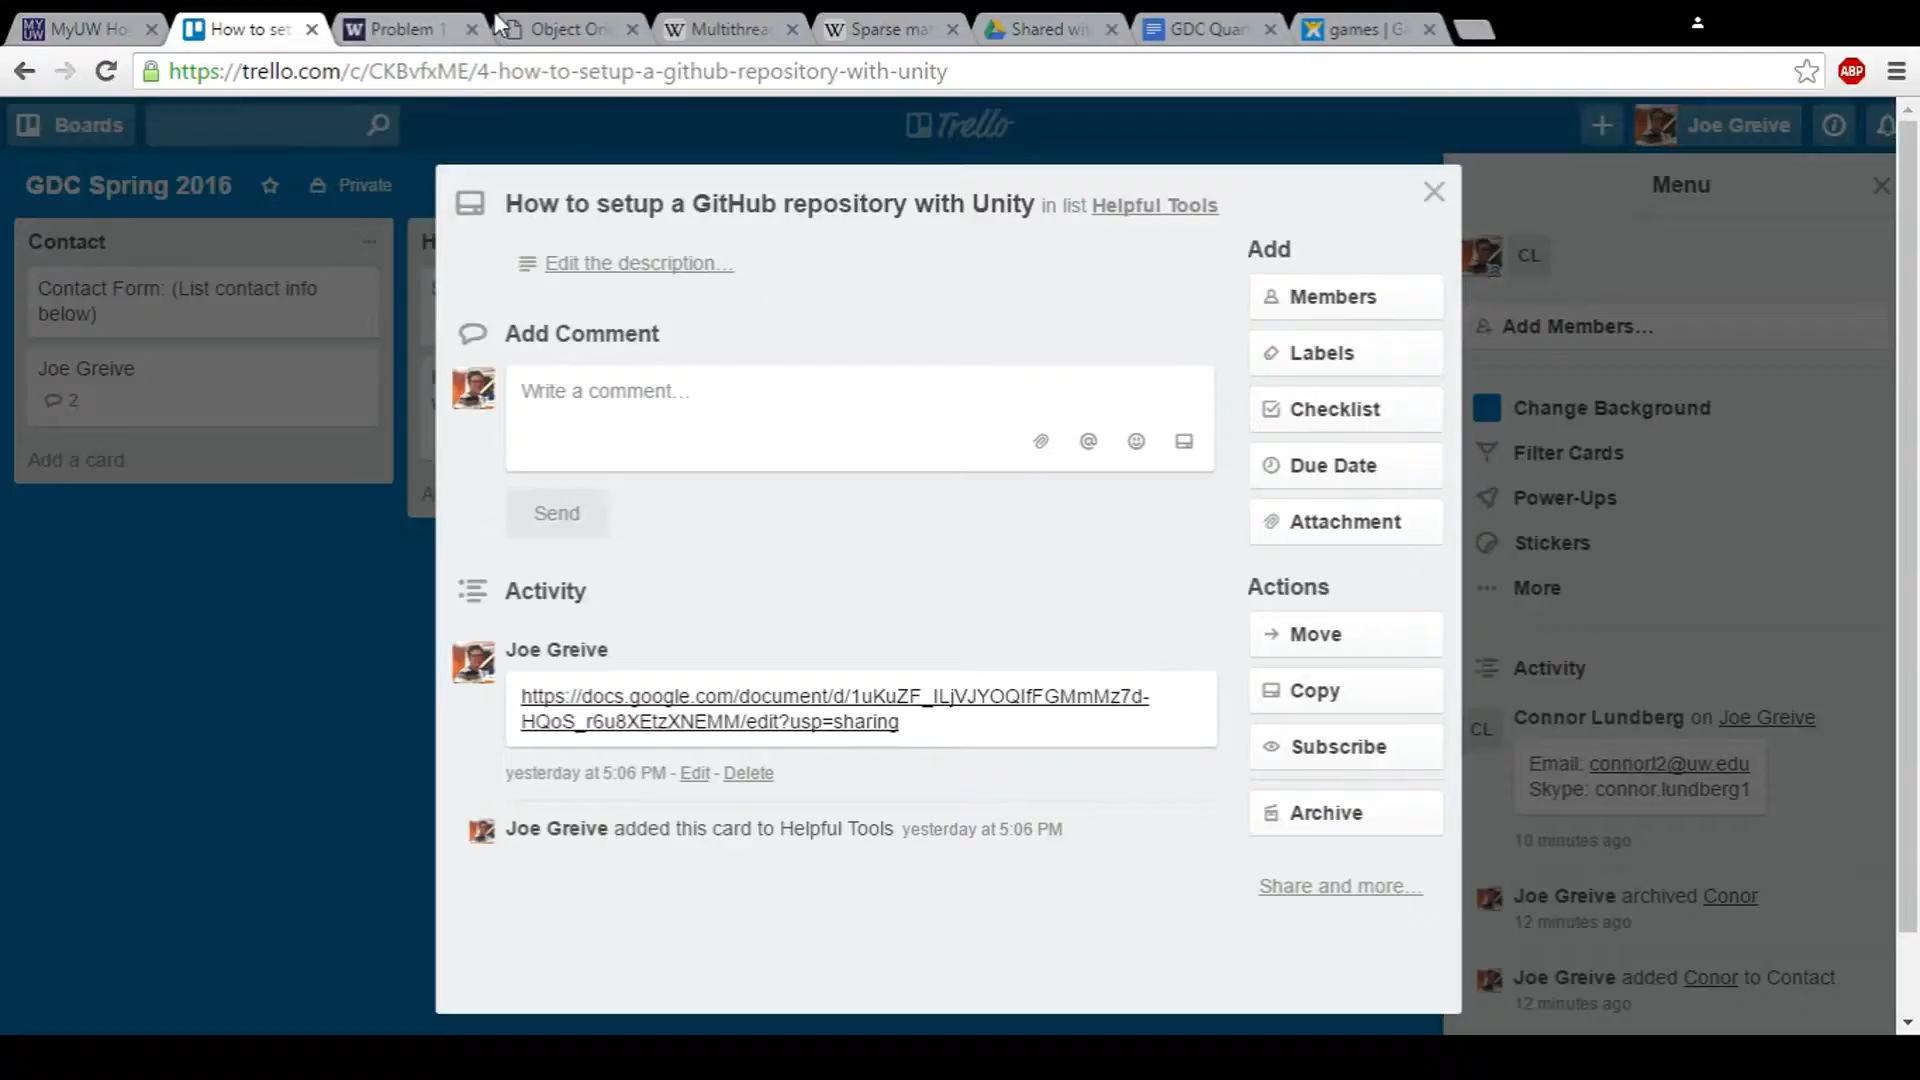 MyUW Ho
How to set
Problem 1
Object On
Multithrea
Sparse mat
Shared wit
GDC Quar
games | G
https://trello.com/c/CKBvfxME/4-how-to-setup-a-github-repository-with-unity
ABP
Boards
Trello
Joe Greive
GDC Spring 2016
Private
Menu
Contact
Contact Form: (List contact info
below)
Joe Greive
2
Add a card
How to setup a GitHub repository with Unity in list Helpful Tools
Edit the description...
Add Comment
Write a comment...
Send
Activity
Joe Greive
https://docs.google.com/document/d/1uKuZF_ILjVJYOQIfFGMmMz7d-
HQoS_r6u8XEtzXNEMM/edit?usp=sharing
yesterday at 5:06 PM - Edit - Delete
Joe Greive added this card to Helpful Tools yesterday at 5:06 PM
Add
Members
Labels
Checklist
Due Date
Attachment
Actions
Move
Copy
Subscribe
Archive
Share and more...
CL
Add Members...
Change Background
Filter Cards
Power-Ups
Stickers
More
Activity
CL
Connor Lundberg on Joe Greive
Email: connorl2@uw.edu
Skype: connor.lundberg1
10 minutes ago
Joe Greive archived Conor
12 minutes ago
Joe Greive added Conor to Contact
12 minutes ago